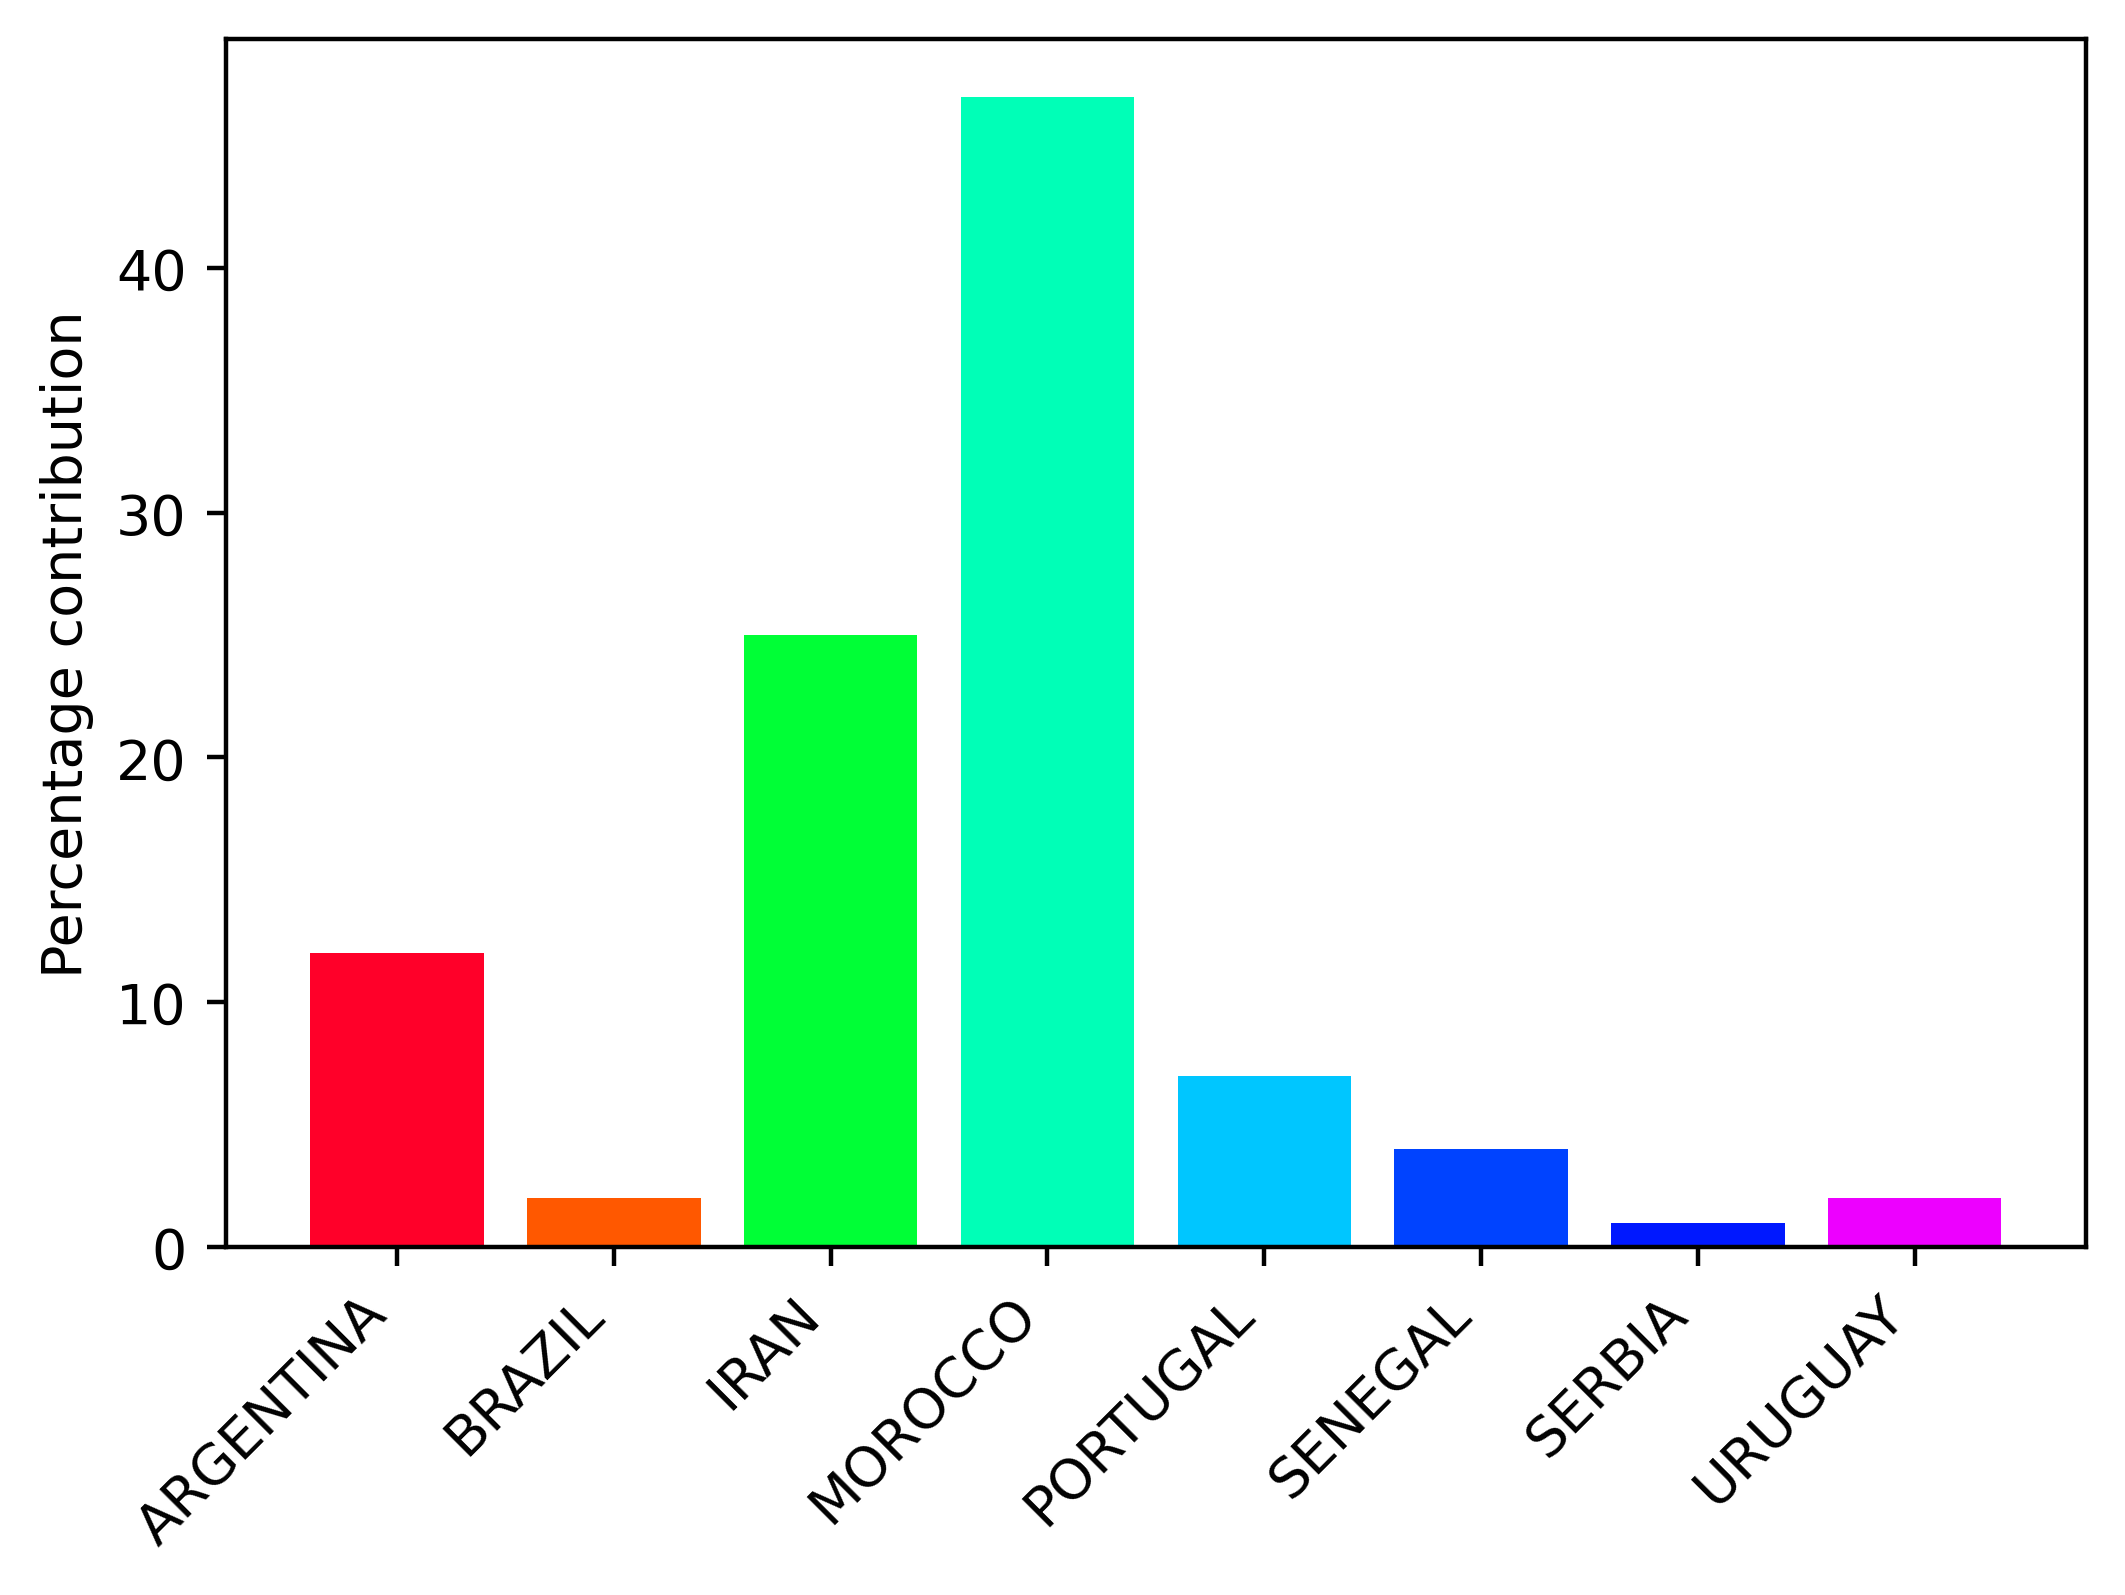 Percentage contribution
40
30
20
10
0
ARGENTINA
BRAZIL
IRAN
MOROCCO
PORTUGAL
SENEGAL
SERBIA
URUGUAY